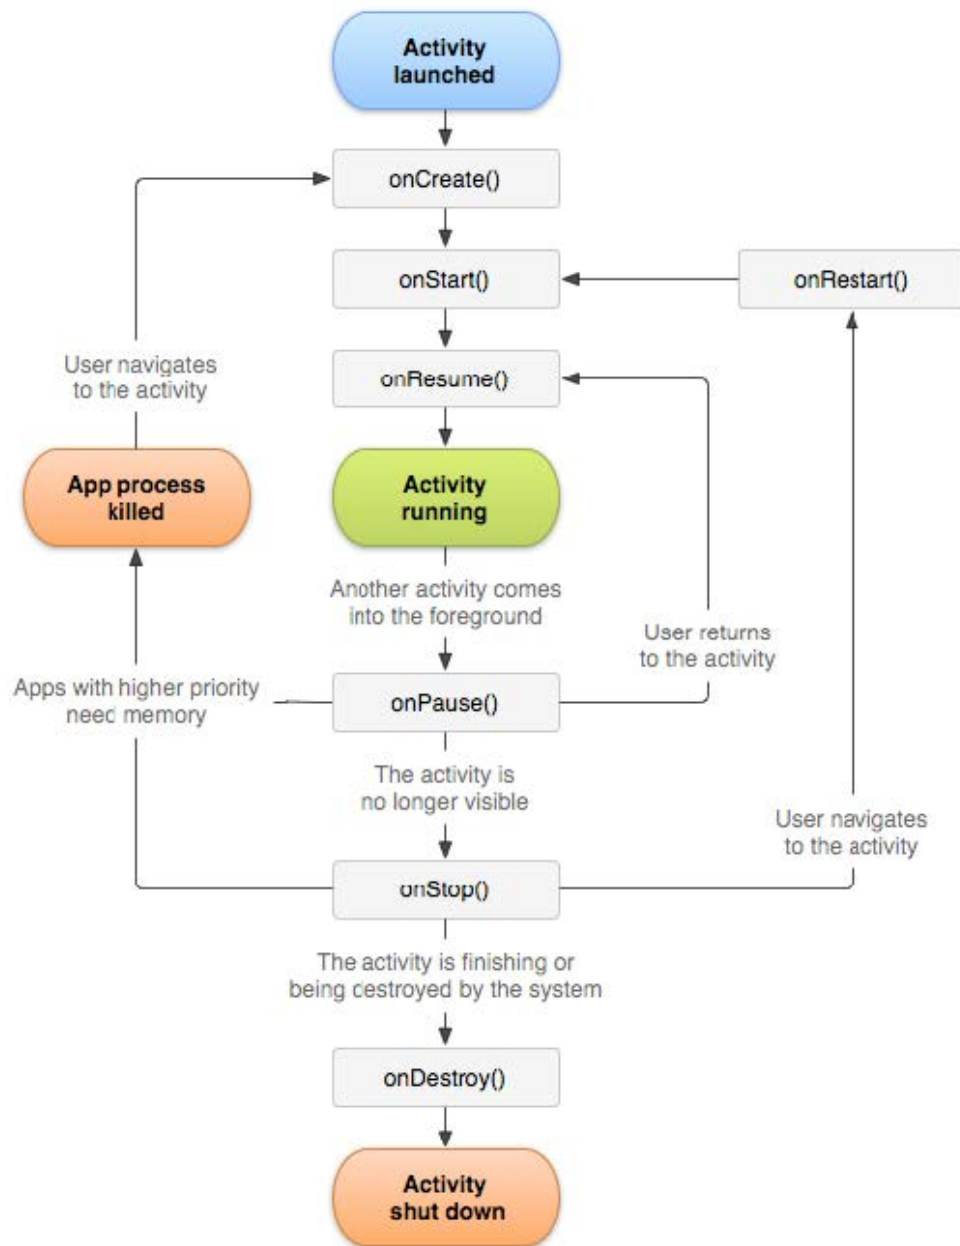 Activity
launched
onCreate()
onStart()
onRestart()
User navigates
to the activity
onResume()
App process
killed
Activity
running
Another activity comes
into the foreground
User returns
to the activity
Apps with higher priority
need memory
onPause()
The activity is
no longer visible
User navigates
to the activity
onStop()
The activity is finishing or
being destroyed by the system
onDestroy()
Activity
shut down